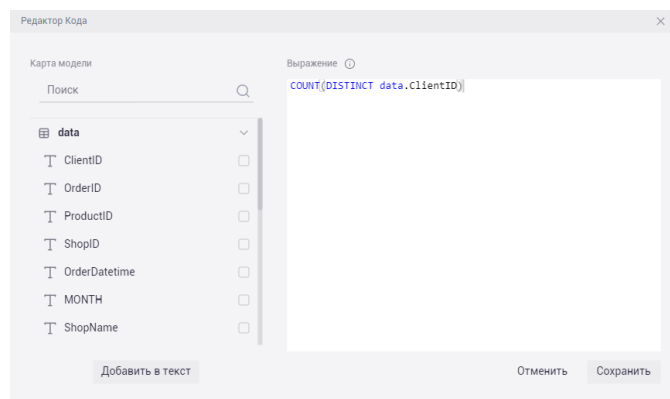 Редактор Кода
Карта модели
Поиск
data
ClientID
OrderID
ProductID
ShopID
OrderDatetime
MONTH
ShopName
Добавить в текст
Выражение
COUNT(DISTINCT data.ClientID)
Отменить
Сохранить